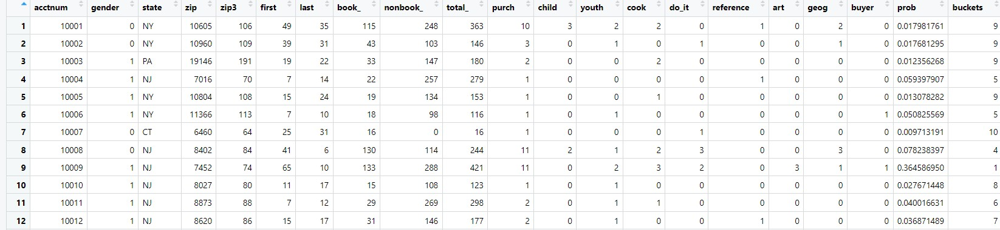 acctnum gender state zip zip3 first last book_ nonbook_ total_ purch child youth cook do_it reference art geog buyer prob buckets
1 10001 0 NY 10605 106 49 35 115 248 363 10 3 2 2 0 1 0 2 0 0.017981761 9
2 10002 0 NY 10960 109 39 31 43 103 146 3 0 1 0 1 0 0 1 0 0.017681295 9
3 10003 1 PA 19146 191 19 22 33 147 180 2 0 0 2 0 0 0 0 0 0.012356268 9
4 10004 1 NJ 7016 70 7 14 22 257 279 1 0 0 0 0 1 0 0 0 0.059397907 5
5 10005 1 NY 10804 108 15 24 19 134 153 1 0 0 1 0 0 0 0 0 0.013078282 9
6 10006 1 NY 11366 113 7 10 18 98 116 1 0 1 0 0 0 0 0 1 0.050825569 5
7 10007 0 CT 6460 64 25 31 16 0 16 1 0 0 0 1 0 0 0 0 0.009713191 10
8 10008 0 NJ 8402 84 41 6 130 114 244 11 2 1 2 3 0 0 3 0 0.078238397 4
9 10009 1 NJ 7452 74 65 10 133 288 421 11 0 2 3 2 0 3 1 1 0.364586950 1
10 10010 1 NJ 8027 80 11 17 15 108 123 1 0 1 0 0 0 0 0 0 0.027671448 8
11 10011 1 NJ 8873 88 7 12 29 269 298 2 0 1 1 0 0 0 0 0 0.040016631 6
12 10012 1 NJ 8620 86 15 17 31 146 177 2 0 1 0 0 1 0 0 0 0.036871489 7